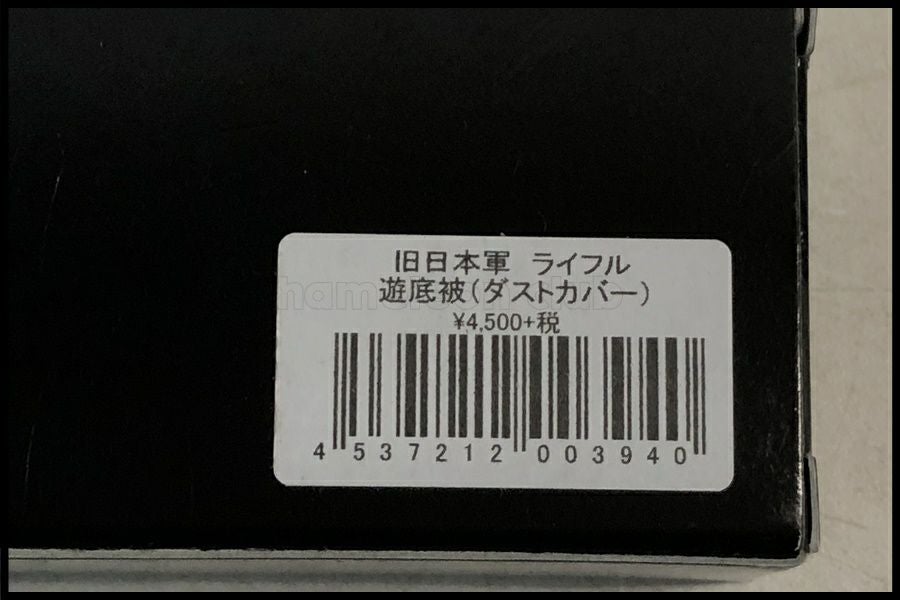 旧日本軍 ライフル
遊底被(ダストカバー)
¥4,500+税
4 537212 003940